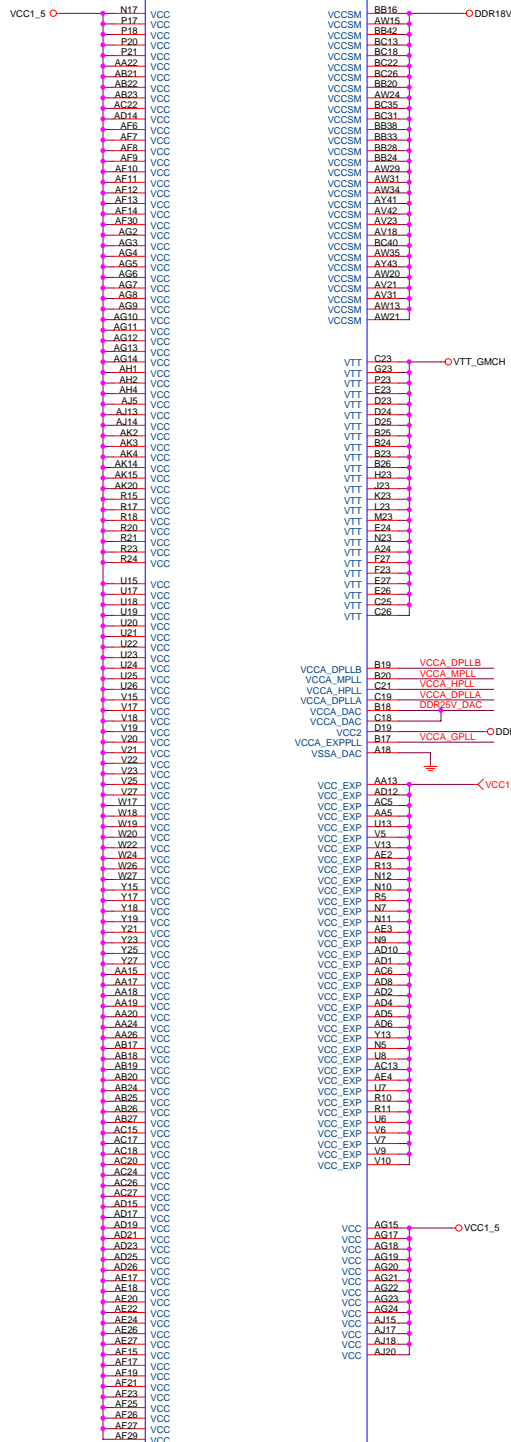 VCC1_5 N17 VCC
P17 VCC
P18 VCC
P20 VCC
P21 VCC
AA22 VCC
AB21 VCC
AB22 VCC
AB23 VCC
AC22 VCC
AD14 VCC
AF6 VCC
AF7 VCC
AF8 VCC
AF9 VCC
AF10 VCC
AF11 VCC
AF12 VCC
AF13 VCC
AF14 VCC
AF30 VCC
AG2 VCC
AG3 VCC
AG4 VCC
AG5 VCC
AG6 VCC
AG7 VCC
AG8 VCC
AG9 VCC
AG10 VCC
AG11 VCC
AG12 VCC
AG13 VCC
AG14 VCC
AH1 VCC
AH2 VCC
AH4 VCC
AJ5 VCC
AJ13 VCC
AJ14 VCC
AK2 VCC
AK3 VCC
AK4 VCC
AK14 VCC
AK15 VCC
AK20 VCC
R15 VCC
R17 VCC
R18 VCC
R20 VCC
R21 VCC
R23 VCC
R24 VCC
U15 VCC
U17 VCC
U18 VCC
U19 VCC
U20 VCC
U21 VCC
U22 VCC
U23 VCC
U24 VCC
U25 VCC
U26 VCC
V15 VCC
V17 VCC
V18 VCC
V19 VCC
V20 VCC
V21 VCC
V22 VCC
V23 VCC
V25 VCC
V27 VCC
W17 VCC
W18 VCC
W19 VCC
W20 VCC
W22 VCC
W24 VCC
W26 VCC
W27 VCC
Y15 VCC
Y17 VCC
Y18 VCC
Y19 VCC
Y21 VCC
Y23 VCC
Y25 VCC
Y27 VCC
AA15 VCC
AA17 VCC
AA18 VCC
AA19 VCC
AA20 VCC
AA24 VCC
AA26 VCC
AB17 VCC
AB18 VCC
AB19 VCC
AB20 VCC
AB24 VCC
AB25 VCC
AB26 VCC
AB27 VCC
AC15 VCC
AC17 VCC
AC18 VCC
AC20 VCC
AC24 VCC
AC26 VCC
AC27 VCC
AD15 VCC
AD17 VCC
AD19 VCC
AD21 VCC
AD23 VCC
AD25 VCC
AD26 VCC
AE17 VCC
AE18 VCC
AE20 VCC
AE22 VCC
AE24 VCC
AE26 VCC
AE27 VCC
AF15 VCC
AF17 VCC
AF19 VCC
AF21 VCC
AF23 VCC
AF25 VCC
AF26 VCC
AF27 VCC
AF29 VCC
VCCSM BB16 DDR18V
VCCSM AW15
VCCSM BB42
VCCSM BC13
VCCSM BC18
VCCSM BC22
VCCSM BC26
VCCSM BB20
VCCSM AW24
VCCSM BC35
VCCSM BC31
VCCSM BB38
VCCSM BB33
VCCSM BB28
VCCSM BB24
VCCSM AW29
VCCSM AW31
VCCSM AW34
VCCSM AY41
VCCSM AV42
VCCSM AV23
VCCSM AV18
VCCSM BC40
VCCSM AW35
VCCSM AY43
VCCSM AW20
VCCSM AV21
VCCSM AV31
VCCSM AW13
VCCSM AW21
VTT C23 VTT_GMCH
VTT G23
VTT P23
VTT E23
VTT D23
VTT D24
VTT D25
VTT B25
VTT B24
VTT B23
VTT B26
VTT H23
VTT J23
VTT K23
VTT L23
VTT M23
VTT E24
VTT N23
VTT A24
VTT F27
VTT F23
VTT E27
VTT E26
VTT C25
VTT C26
VCCA_DPLLB B19 VCCA_DPLLB
VCCA_MPLL B20 VCCA_MPLL
VCCA_HPLL C21 VCCA_HPLL
VCCA_DPLLA C19 VCCA_DPLLA
VCCA_DAC B18 DDR25V_DAC
VCCA_DAC C18
VCC2 D19 DD
VCCA_EXPPLL B17 VCCA_GPLL
VSSA_DAC A18
VCC_EXP AA13 VCC1_
VCC_EXP AD12
VCC_EXP AC5
VCC_EXP AA5
VCC_EXP U13
VCC_EXP V5
VCC_EXP V13
VCC_EXP AE2
VCC_EXP R13
VCC_EXP N12
VCC_EXP N10
VCC_EXP R5
VCC_EXP N7
VCC_EXP N11
VCC_EXP AE3
VCC_EXP N9
VCC_EXP AD10
VCC_EXP AD1
VCC_EXP AC6
VCC_EXP AD8
VCC_EXP AD2
VCC_EXP AD4
VCC_EXP AD5
VCC_EXP AD6
VCC_EXP Y13
VCC_EXP N5
VCC_EXP U8
VCC_EXP AC13
VCC_EXP AE4
VCC_EXP U7
VCC_EXP R10
VCC_EXP R11
VCC_EXP U6
VCC_EXP V6
VCC_EXP V7
VCC_EXP V9
VCC_EXP V10
VCC AG15 VCC1_5
VCC AG17
VCC AG18
VCC AG19
VCC AG20
VCC AG21
VCC AG22
VCC AG23
VCC AG24
VCC AJ15
VCC AJ17
VCC AJ18
VCC AJ20